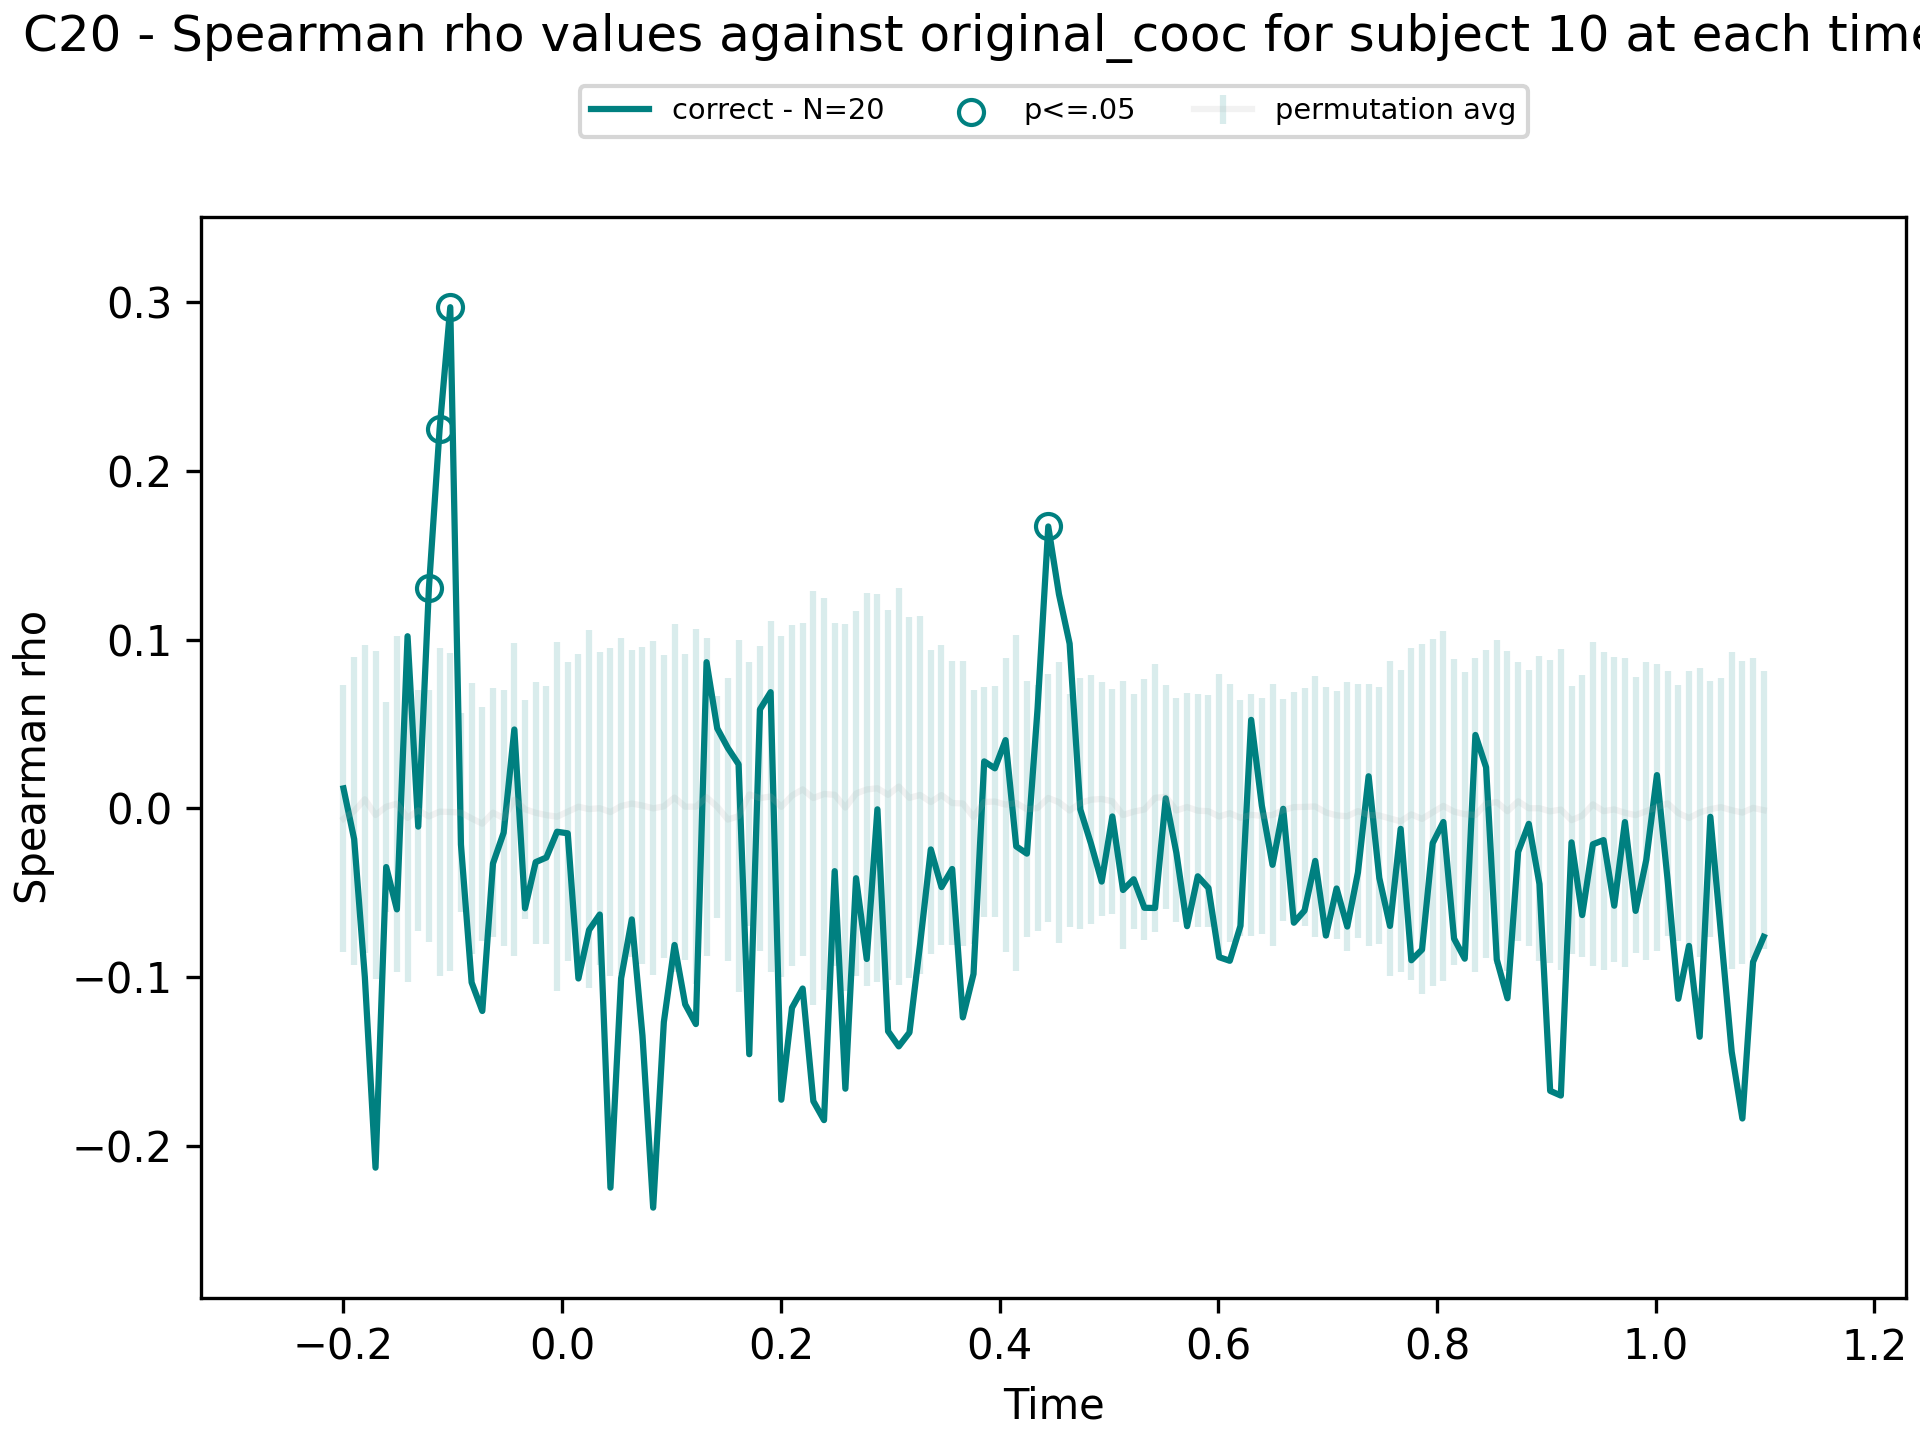 C20 - Spearman rho values against original_cooc for subject 10 at each time
correct - N=20 p<=.05 permutation avg
Spearman rho
0.3
0.2
0.1
0.0
−0.1
−0.2
−0.2 0.0 0.2 0.4 0.6 0.8 1.0 1.2
Time